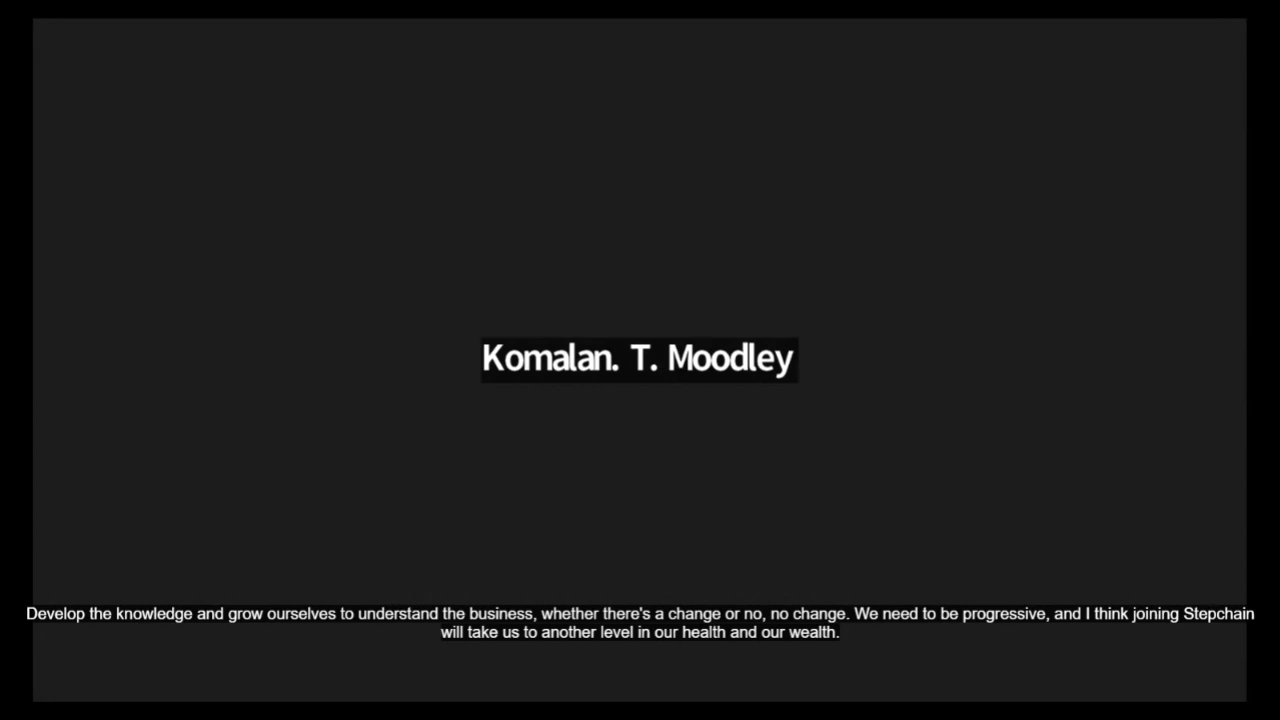 Komalan. T. Moodley
Develop the knowledge and grow ourselves to understand the business, whether there's a change or no, no change. We need to be progressive, and I think joining Stepchain
will take us to another level in our health and our wealth.